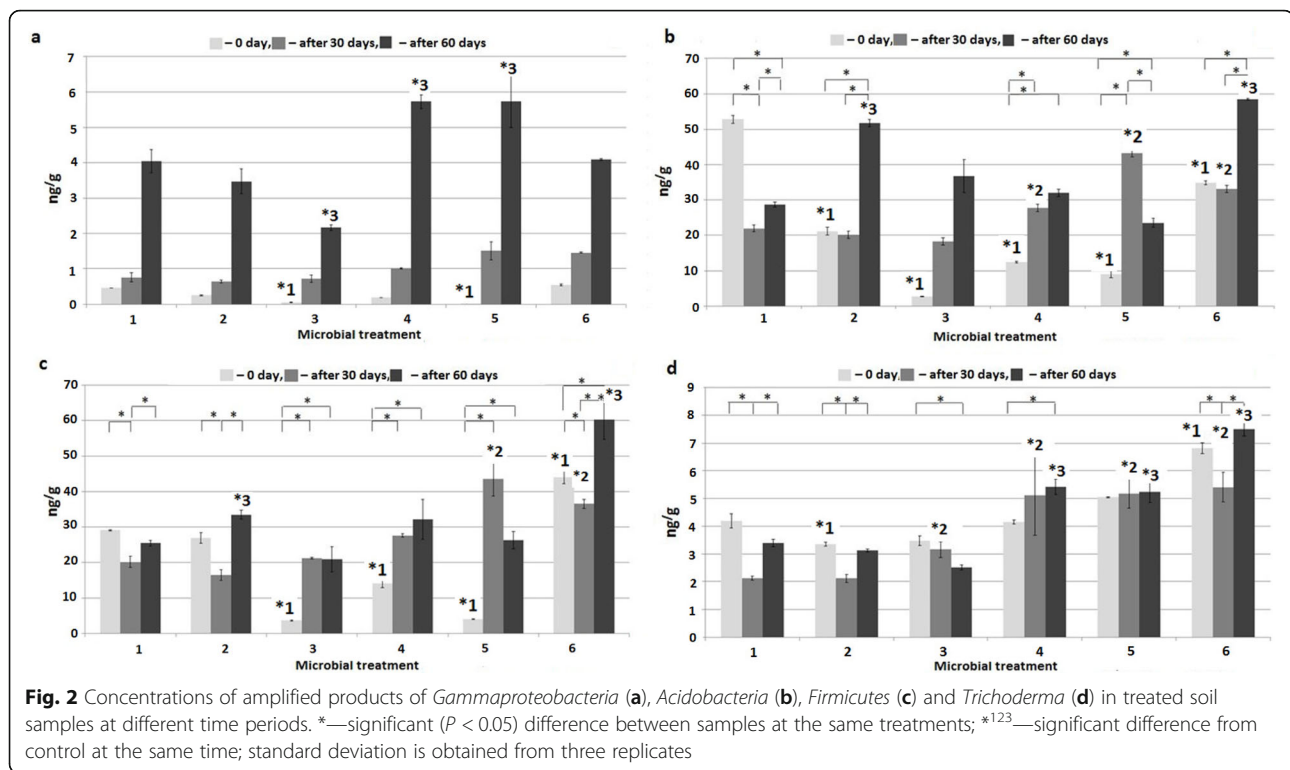 a
– 0 day, – after 30 days, – after 60 days
7
6
5
4
3
2
1
0
ng/g
*1 *3
*3
*1
*3
1 2 3 4 5 6
Microbial treatment
b
– 0 day, – after 30 days, – after 60 days
70
60
50
40
30
20
10
0
ng/g
* * *
* * *1 *3
*1
* * *1 *2
* * * *1 *2
* * *1 *2 *3
1 2 3 4 5 6
Microbial treatment
c
– 0 day, – after 30 days, – after 60 days
70
60
50
40
30
20
10
0
ng/g
* *
* * *3
* * *1
* * *1
* * *1 *2
* * * * *1 *2 *3
1 2 3 4 5 6
Microbial treatment
d
– 0 day, – after 30 days, – after 60 days
9
8
7
6
5
4
3
2
1
0
ng/g
* *
* * *1
* *2
* *2 *3
*2 *3
* * *1 *2 *3
1 2 3 4 5 6
Microbial treatment
Fig. 2 Concentrations of amplified products of Gammaproteobacteria (a), Acidobacteria (b), Firmicutes (c) and Trichoderma (d) in treated soil
samples at different time periods. *—significant (P < 0.05) difference between samples at the same treatments; *123—significant difference from
control at the same time; standard deviation is obtained from three replicates